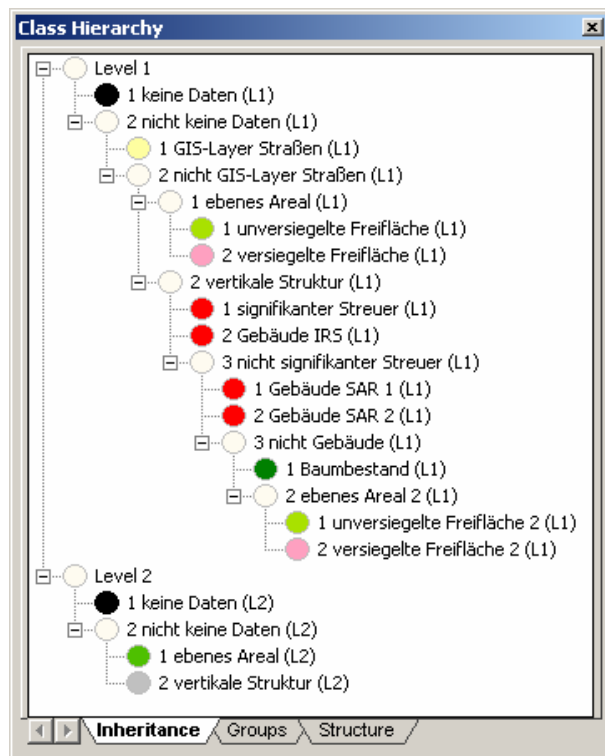 Class Hierarchy
Level 1
1 keine Daten (L1)
2 nicht keine Daten (L1)
1 GIS-Layer Straßen (L1)
2 nicht GIS-Layer Straßen (L1)
1 ebenes Areal (L1)
1 unversiegelte Freifläche (L1)
2 versiegelte Freifläche (L1)
2 vertikale Struktur (L1)
1 signifikanter Streuer (L1)
2 Gebäude IRS (L1)
3 nicht signifikanter Streuer (L1)
1 Gebäude SAR 1 (L1)
2 Gebäude SAR 2 (L1)
3 nicht Gebäude (L1)
1 Baumbestand (L1)
2 ebenes Areal 2 (L1)
1 unversiegelte Freifläche 2 (L1)
2 versiegelte Freifläche 2 (L1)
Level 2
1 keine Daten (L2)
2 nicht keine Daten (L2)
1 ebenes Areal (L2)
2 vertikale Struktur (L2)
Inheritance Groups Structure